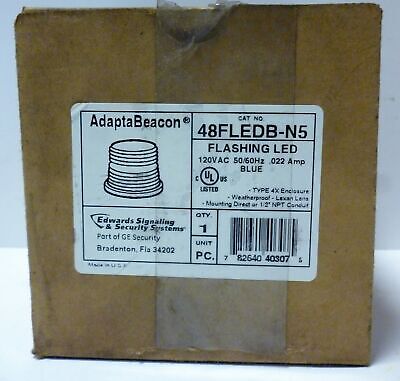 AdaptaBeacon®
CAT NO.
48FLEDB-N5
FLASHING LED
120VAC 50/60Hz .022 Amp
BLUE
C UL US
LISTED
- TYPE 4X Enclosure
- Weatherproof - Lexan Lens
- Mounting Direct or 1/2" NPT Conduit
Edwards Signaling
& Security Systems
Part of GE Security
Bradenton, Fla 34202
Made in U.S.A.
QTY.
1
UNIT
PC.
7 82640 40307 5